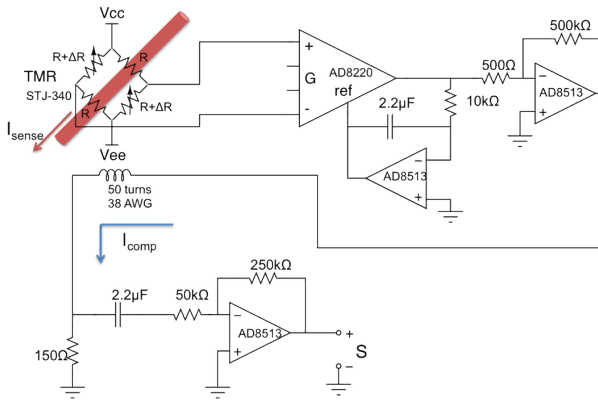 Vcc
R+ΔR
R
TMR
STJ-340
R
R+ΔR
Isense
Vee
+
G
-
AD8220
ref
2.2µF
10kΩ
AD8513
-
+
500Ω
500kΩ
-
+
AD8513
50 turns
38 AWG
Icomp
2.2µF
50kΩ
250kΩ
-
+
AD8513
150Ω
+
S
-